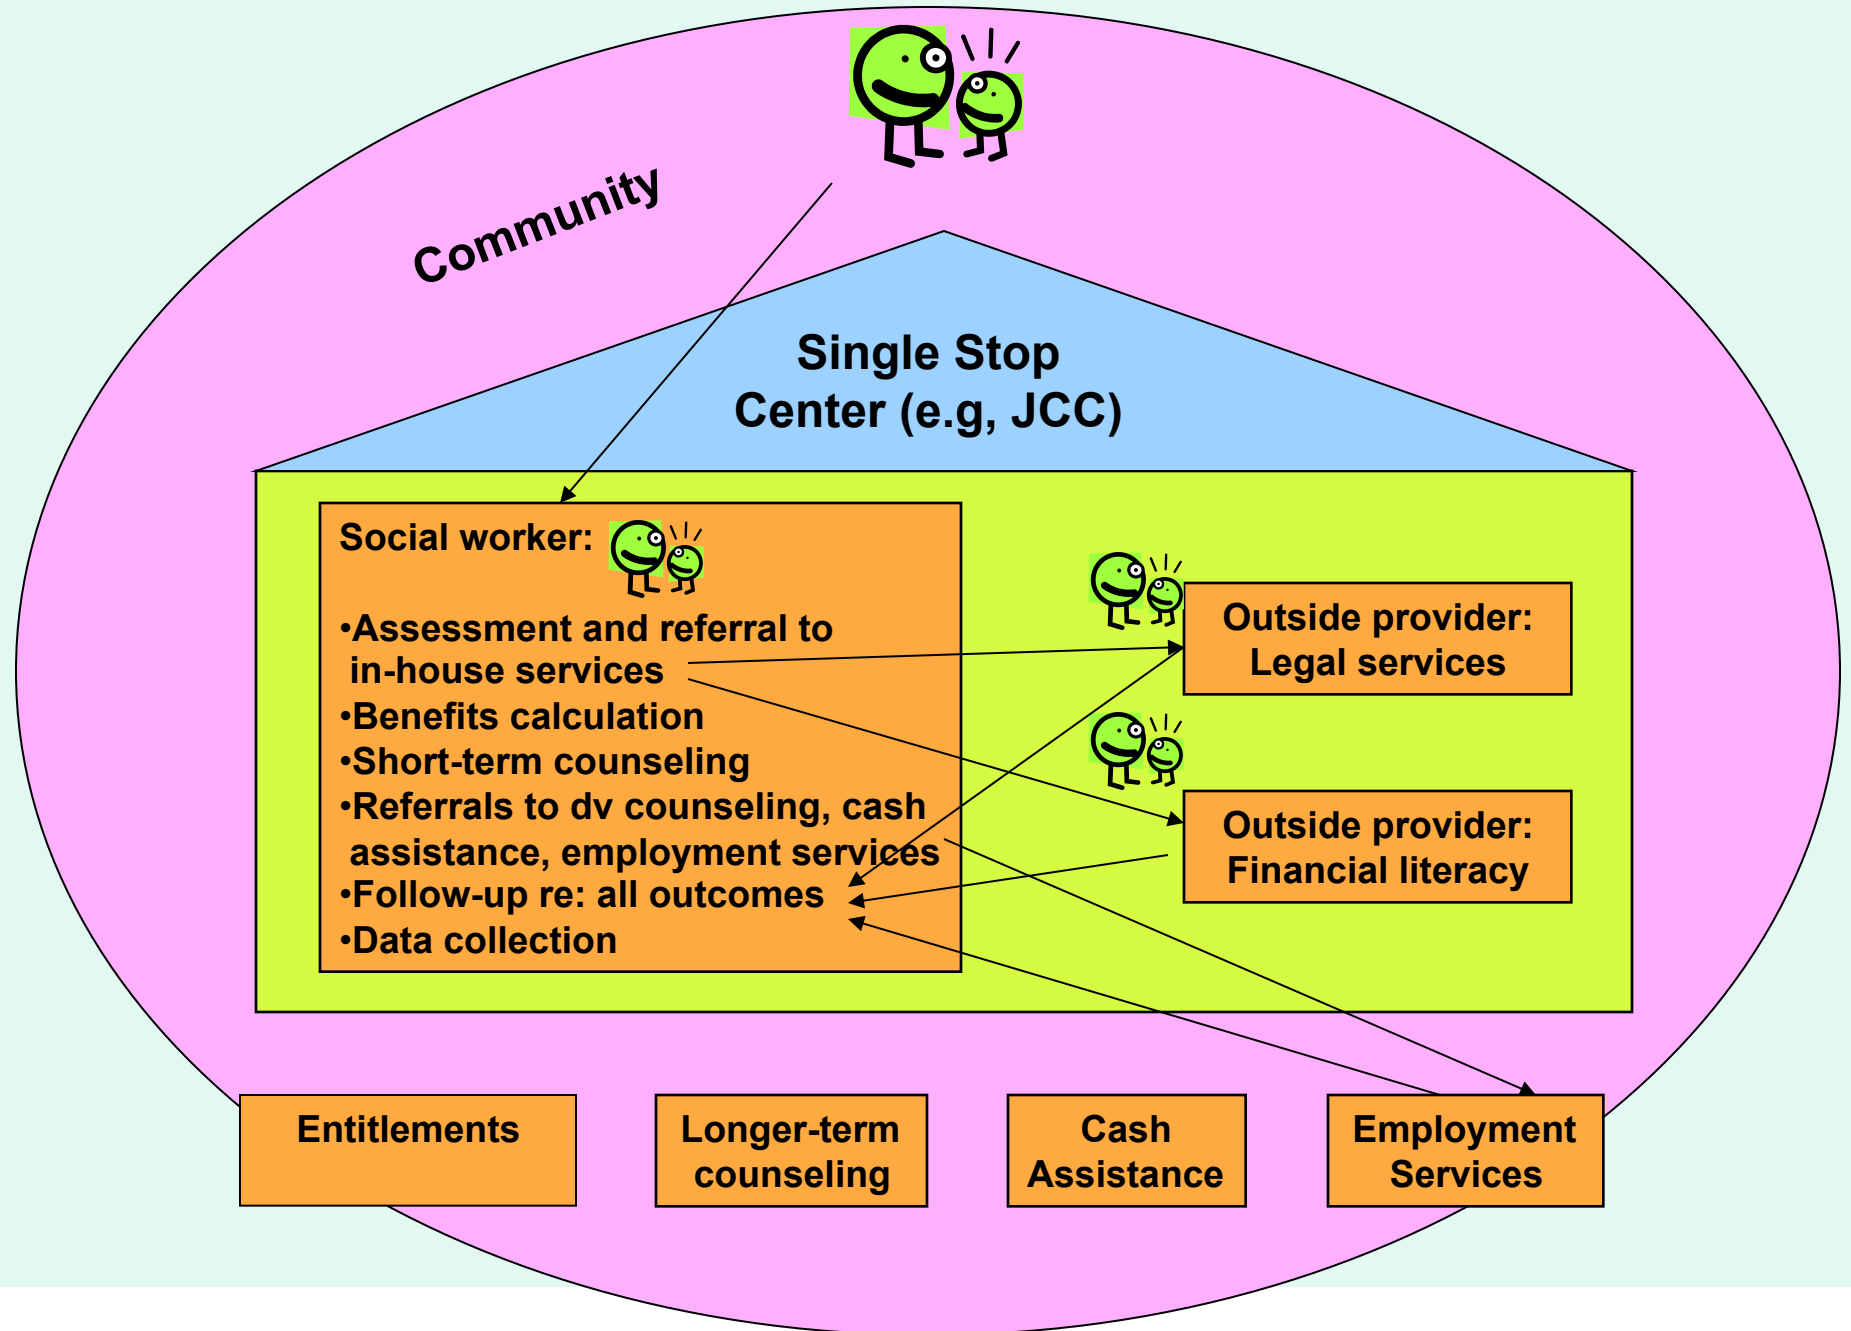 Community
Single Stop
Center (e.g, JCC)
Social worker:
•Assessment and referral to
in-house services
•Benefits calculation
•Short-term counseling
•Referrals to dv counseling, cash
assistance, employment services
•Follow-up re: all outcomes
•Data collection
Outside provider:
Legal services
Outside provider:
Financial literacy
Entitlements
Longer-term
counseling
Cash
Assistance
Employment
Services